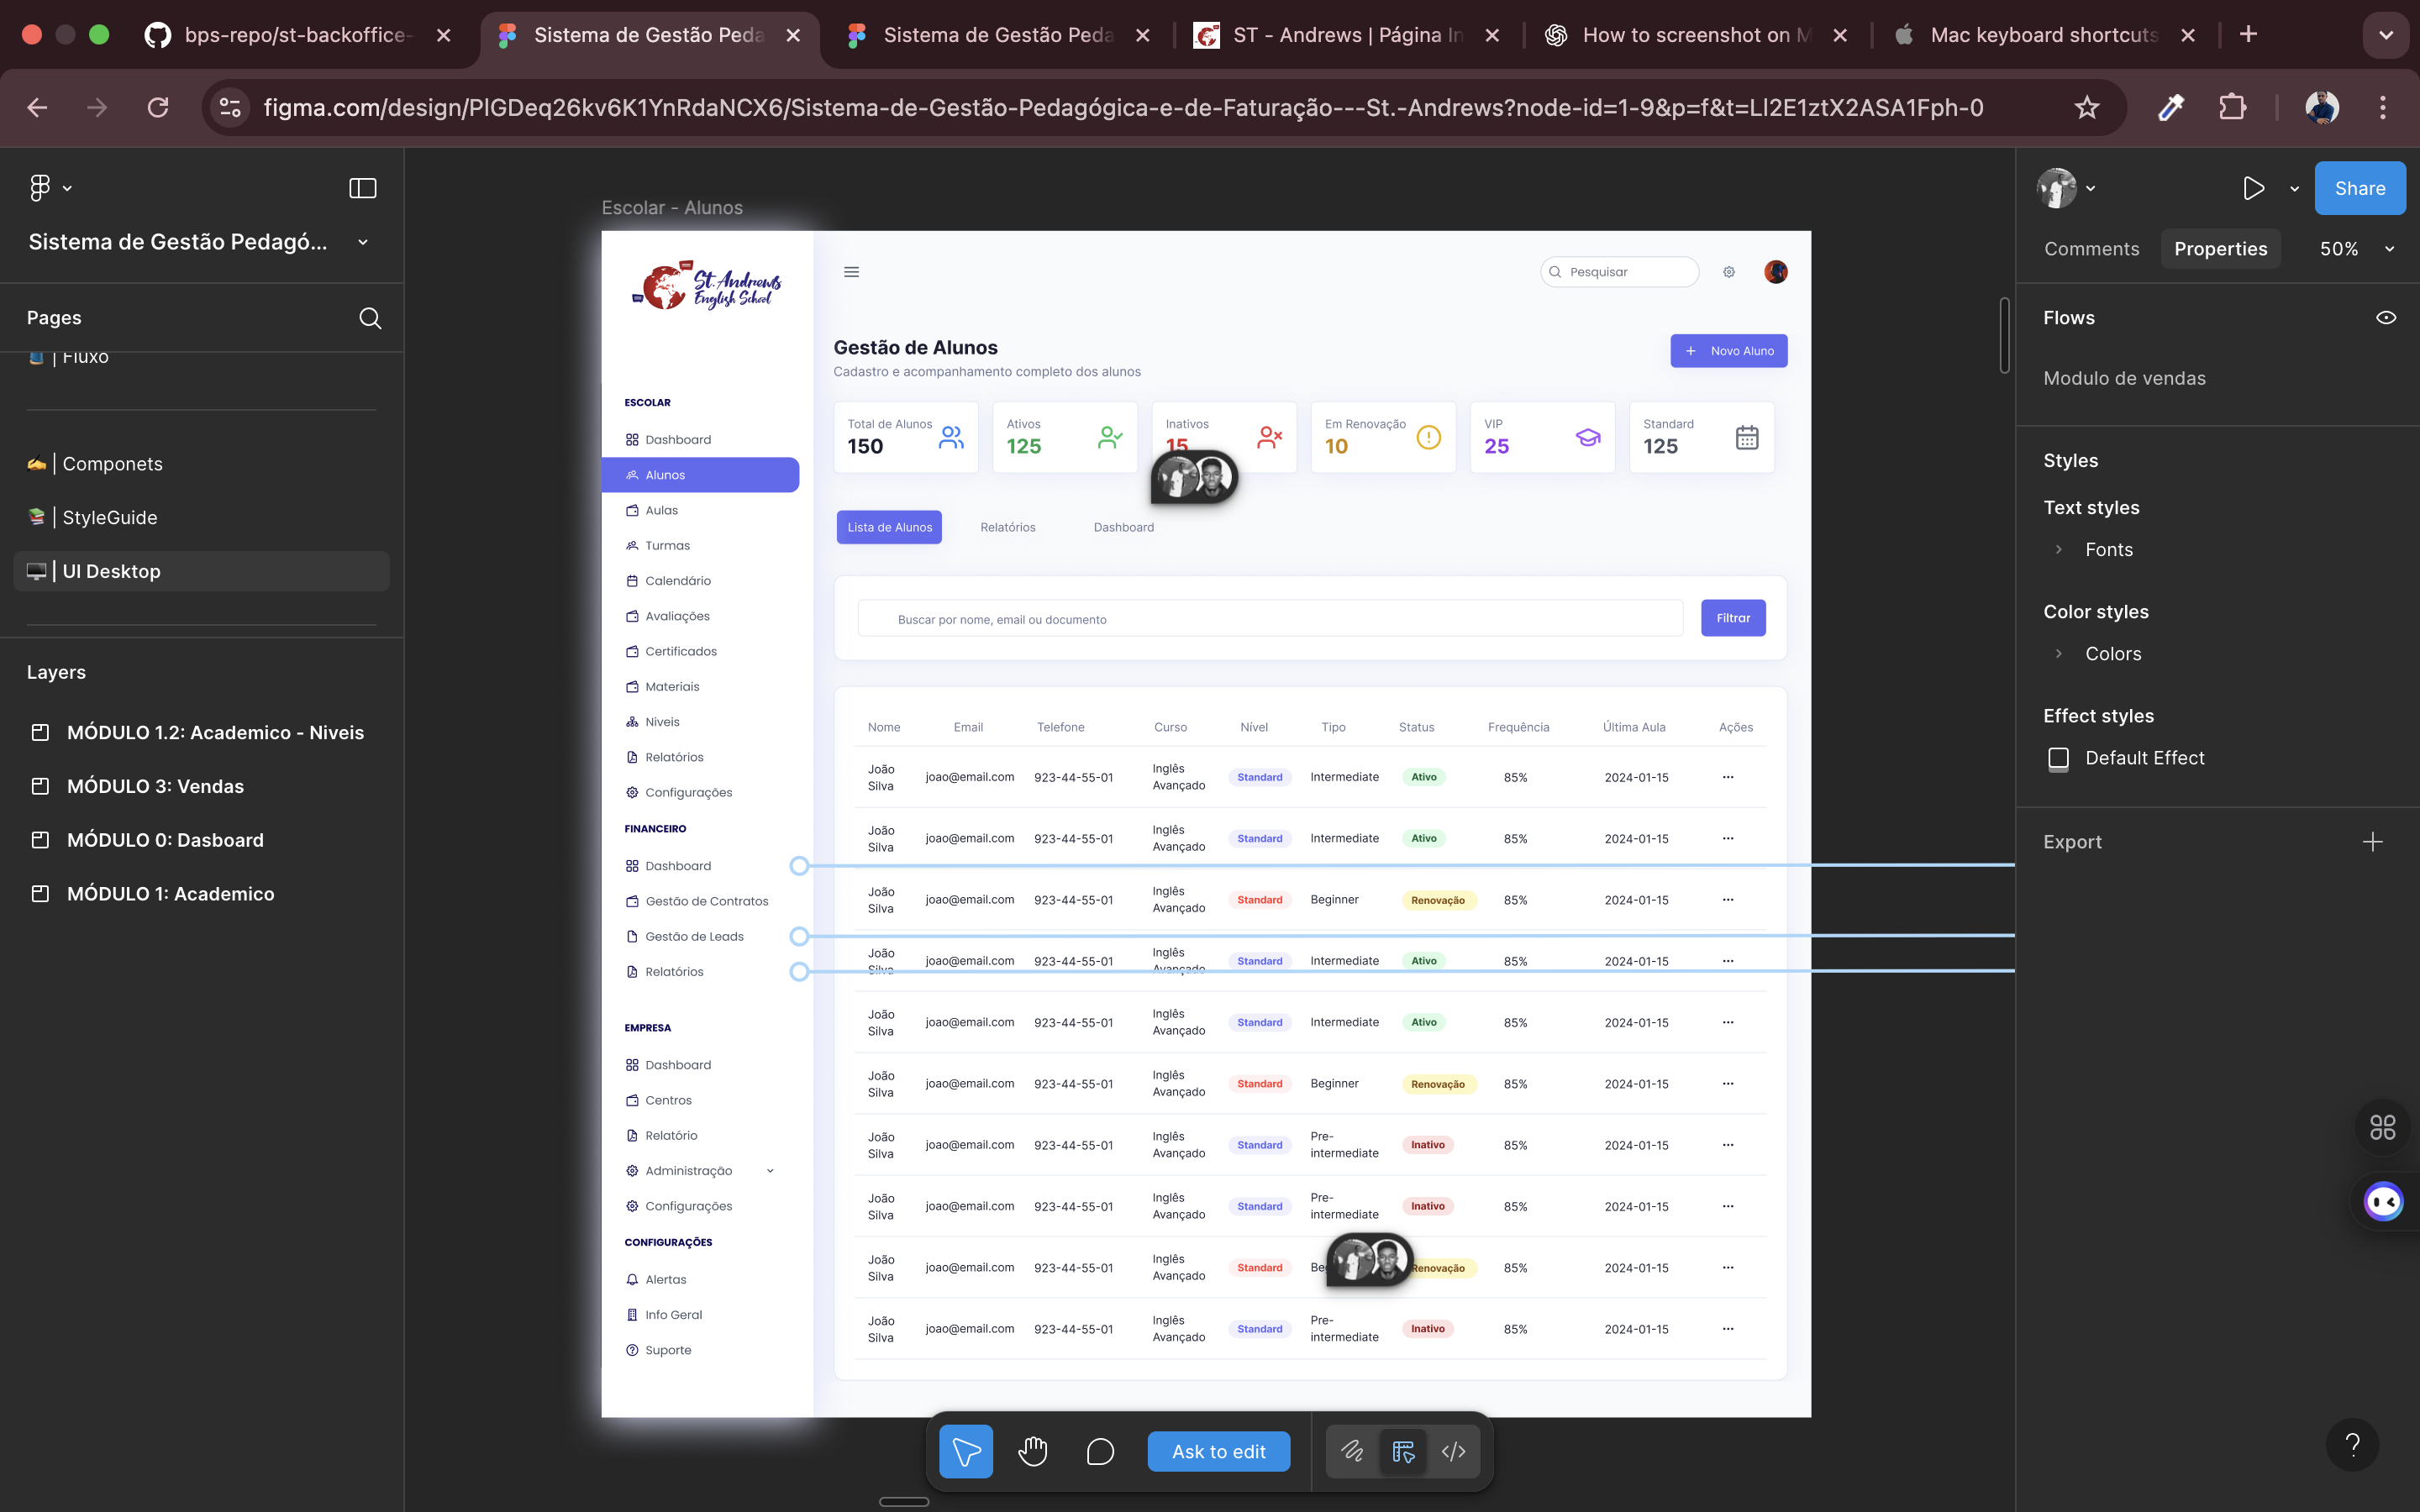 bps-repo/st-backoffice-
Sistema de Gestão Peda
Sistema de Gestão Peda
ST - Andrews | Página In
How to screenshot on M
Mac keyboard shortcuts
figma.com/design/PlGDeq26kv6K1YnRdaNCX6/Sistema-de-Gestão-Pedagógica-e-de-Faturação---St.-Andrews?node-id=1-9&p=f&t=Ll2E1ztX2ASA1Fph-0
Sistema de Gestão Pedagó...
Pages
| Fluxo
| Componets
| StyleGuide
| UI Desktop
Layers
MÓDULO 1.2: Academico - Niveis
MÓDULO 3: Vendas
MÓDULO 0: Dasboard
MÓDULO 1: Academico
Escolar - Alunos
St. Andrews
English School
ESCOLAR
Dashboard
Alunos
Aulas
Turmas
Calendário
Avaliações
Certificados
Materiais
Niveis
Relatórios
Configurações
FINANCEIRO
Dashboard
Gestão de Contratos
Gestão de Leads
Relatórios
EMPRESA
Dashboard
Centros
Relatório
Administração
Configurações
CONFIGURAÇÕES
Alertas
Info Geral
Suporte
Pesquisar
Gestão de Alunos
Cadastro e acompanhamento completo dos alunos
+ Novo Aluno
Total de Alunos
150
Ativos
125
Inativos
15
Em Renovação
10
VIP
25
Standard
125
Lista de Alunos Relatórios Dashboard
Buscar por nome, email ou documento
Filtrar
Nome Email Telefone Curso Nível Tipo Status Frequência Última Aula Ações
João Silva joao@email.com 923-44-55-01 Inglês Avançado Standard Intermediate Ativo 85% 2024-01-15 ...
João Silva joao@email.com 923-44-55-01 Inglês Avançado Standard Intermediate Ativo 85% 2024-01-15 ...
João Silva joao@email.com 923-44-55-01 Inglês Avançado Standard Beginner Renovação 85% 2024-01-15 ...
João Silva joao@email.com 923-44-55-01 Inglês Avançado Standard Intermediate Ativo 85% 2024-01-15 ...
João Silva joao@email.com 923-44-55-01 Inglês Avançado Standard Intermediate Ativo 85% 2024-01-15 ...
João Silva joao@email.com 923-44-55-01 Inglês Avançado Standard Beginner Renovação 85% 2024-01-15 ...
João Silva joao@email.com 923-44-55-01 Inglês Avançado Standard Pre-intermediate Inativo 85% 2024-01-15 ...
João Silva joao@email.com 923-44-55-01 Inglês Avançado Standard Pre-intermediate Inativo 85% 2024-01-15 ...
João Silva joao@email.com 923-44-55-01 Inglês Avançado Standard Be Renovação 85% 2024-01-15 ...
João Silva joao@email.com 923-44-55-01 Inglês Avançado Standard Pre-intermediate Inativo 85% 2024-01-15 ...
Ask to edit
Share
Comments Properties 50%
Flows
Modulo de vendas
Styles
Text styles
Fonts
Color styles
Colors
Effect styles
Default Effect
Export
?